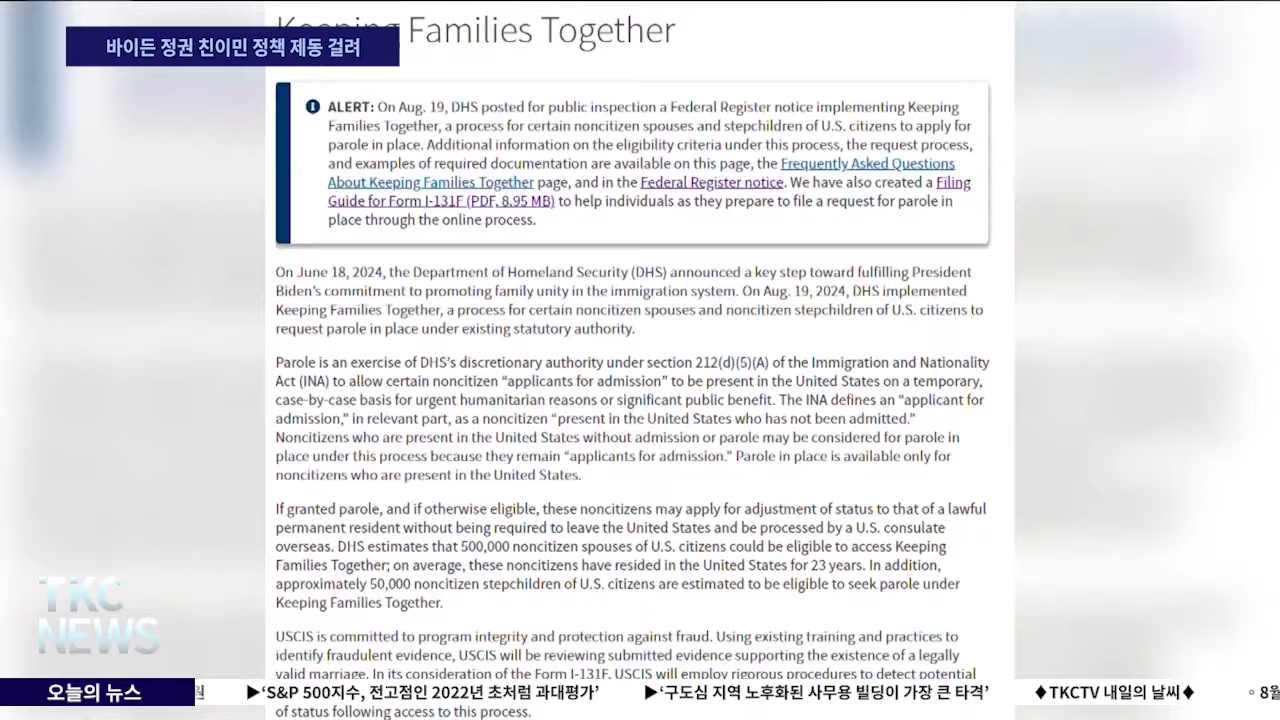 Keeping Families Together
바이든 정권 친이민 정책 제동 걸려
ALERT: On Aug. 19, DHS posted for public inspection a Federal Register notice implementing Keeping
Families Together, a process for certain noncitizen spouses and stepchildren of U.S. citizens to apply for
parole in place. Additional information on the eligibility criteria under this process, the request process,
and examples of required documentation are available on this page, the Frequently Asked Questions
About Keeping Families Together page, and in the Federal Register notice. We have also created a Filing
Guide for Form I-131F (PDF, 8.95 MB) to help individuals as they prepare to file a request for parole in
place through the online process.
On June 18, 2024, the Department of Homeland Security (DHS) announced a key step toward fulfilling President
Biden’s commitment to promoting family unity in the immigration system. On Aug. 19, 2024, DHS implemented
Keeping Families Together, a process for certain noncitizen spouses and noncitizen stepchildren of U.S. citizens to
request parole in place under existing statutory authority.
Parole is an exercise of DHS’s discretionary authority under section 212(d)(5)(A) of the Immigration and Nationality
Act (INA) to allow certain noncitizen “applicants for admission” to be present in the United States on a temporary,
case-by-case basis for urgent humanitarian reasons or significant public benefit. The INA defines an “applicant for
admission,” in relevant part, as a noncitizen “present in the United States who has not been admitted.”
Noncitizens who are present in the United States without admission or parole may be considered for parole in
place under this process because they remain “applicants for admission.” Parole in place is available only for
noncitizens who are present in the United States.
If granted parole, and if otherwise eligible, these noncitizens may apply for adjustment of status to that of a lawful
permanent resident without being required to leave the United States and be processed by a U.S. consulate
overseas. DHS estimates that 500,000 noncitizen spouses of U.S. citizens could be eligible to access Keeping
Families Together; on average, these noncitizens have resided in the United States for 23 years. In addition,
approximately 50,000 noncitizen stepchildren of U.S. citizens are estimated to be eligible to seek parole under
Keeping Families Together.
USCIS is committed to program integrity and protection against fraud. Using existing training and practices to
identify fraudulent evidence, USCIS will be reviewing submitted evidence supporting the existence of a legally
valid marriage. In its consideration of the Form I-131F, USCIS will employ rigorous procedures to detect potential
TKC
NEWS
오늘의 뉴스
▶‘S&P 500지수, 전고점인 2022년 초처럼 과대평가’ ▶‘구도심 지역 노후화된 사무용 빌딩이 가장 큰 타격’ ♦TKCTV 내일의 날씨♦ ◦ 8월
of status following access to this process.